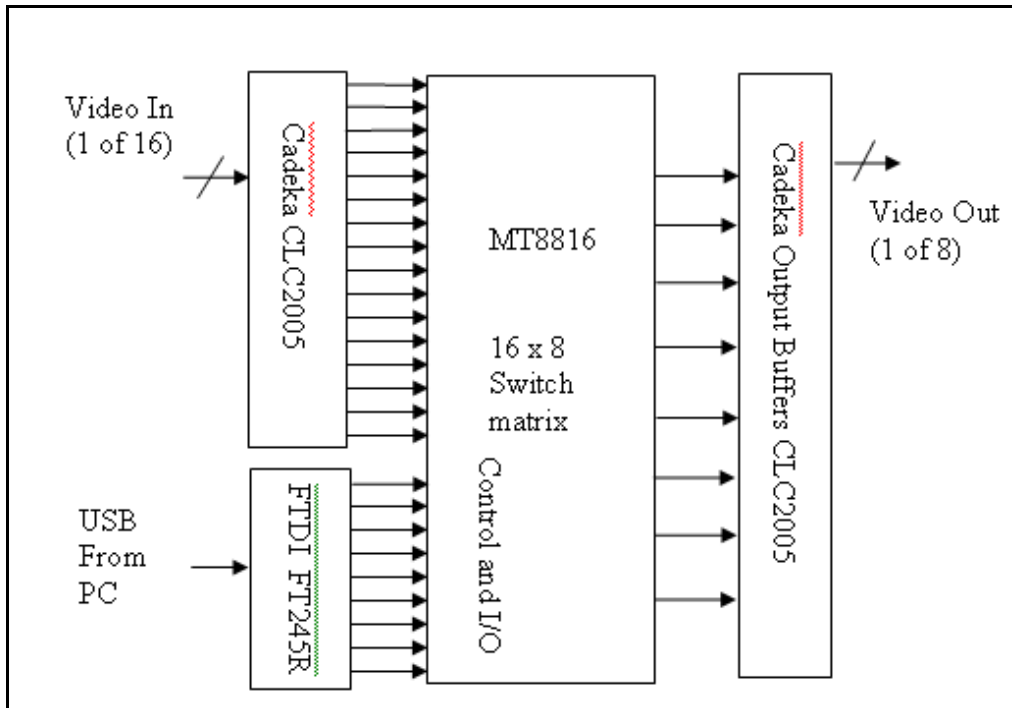 Video In
(1 of 16)
Cadeka CLC2005
MT8816
16 x 8
Switch
matrix
Cadeka Output Buffers CLC2005
Video Out
(1 of 8)
USB
From
PC
FTDI FT245R
Control and I/O